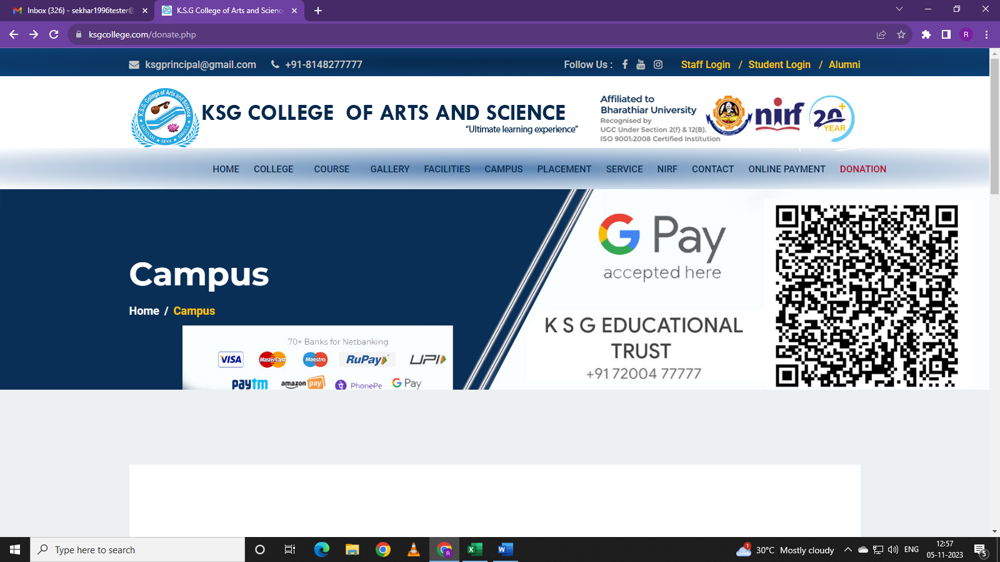 Inbox (326) - sekhar1996tester@
K.S.G College of Arts and Science
ksgcollege.com/donate.php
R
ksgprincipal@gmail.com
+91-8148277777
Follow Us :
Staff Login / Student Login / Alumni
K.S.G. College of Arts and Science
SATHYAM ★ SEVA ★ SHEELA
KSG COLLEGE OF ARTS AND SCIENCE
“Ultimate learning experience”
Affiliated to
Bharathiar University
Recognised by
UGC Under Section 2(f) & 12(B).
ISO 9001:2008 Certified Institution
nirf
20+
YEAR
HOME COLLEGE COURSE GALLERY FACILITIES CAMPUS PLACEMENT SERVICE NIRF CONTACT ONLINE PAYMENT DONATION
Campus
Home / Campus
70+ Banks for Netbanking
VISA MasterCard Maestro RuPay UPI
paytm amazon pay PhonePe G Pay
G Pay
accepted here
K S G EDUCATIONAL
TRUST
+91 72004 77777
Type here to search
R
1
30°C Mostly cloudy
ENG
12:57
05-11-2023
5